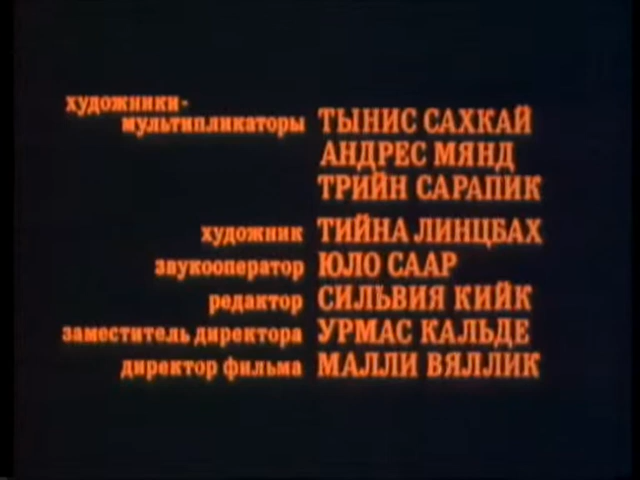 художники-
мультипликаторы ТЫНИС САХКАЙ
АНДРЕС МЯНД
ТРИЙН САРАПИК
художник ТИЙНА ЛИНЦБАХ
звукооператор ЮЛО СААР
редактор СИЛЬВИЯ КИЙК
заместитель директора УРМАС КАЛЬДЕ
директор фильма МАЛЛИ ВЯЛЛИК